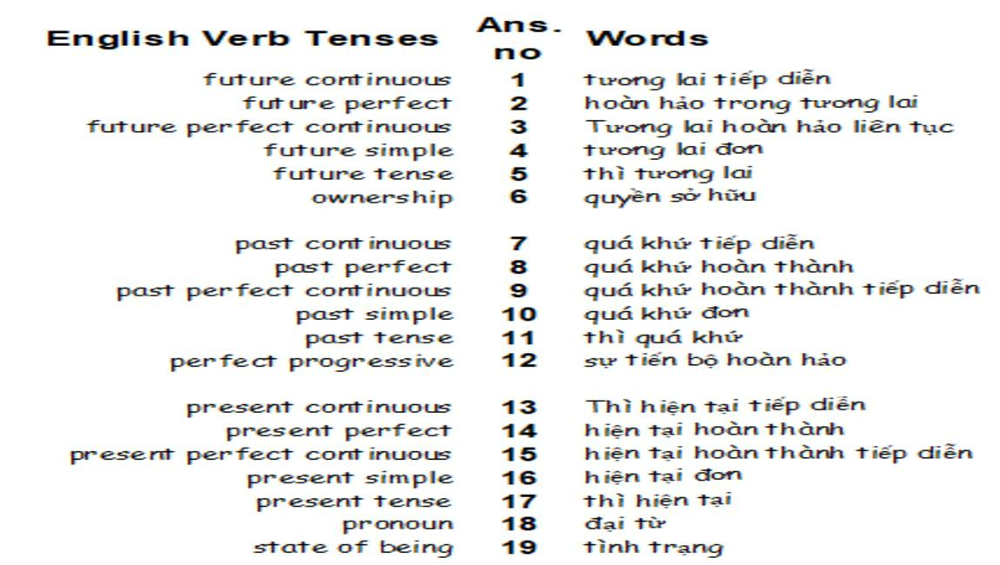 English Verb Tenses Ans. no Words
future continuous 1 tương lai tiếp diễn
future perfect 2 hoàn hảo trong tương lai
future perfect continuous 3 Tương lai hoàn hảo liên tục
future simple 4 tương lai đơn
future tense 5 thì tương lai
ownership 6 quyền sở hữu
past continuous 7 quá khứ tiếp diễn
past perfect 8 quá khứ hoàn thành
past perfect continuous 9 quá khứ hoàn thành tiếp diễn
past simple 10 quá khứ đơn
past tense 11 thì quá khứ
perfect progressive 12 sự tiến bộ hoàn hảo
present continuous 13 Thì hiện tại tiếp diễn
present perfect 14 hiện tại hoàn thành
present perfect continuous 15 hiện tại hoàn thành tiếp diễn
present simple 16 hiện tại đơn
present tense 17 thì hiện tại
pronoun 18 đại từ
state of being 19 tình trạng